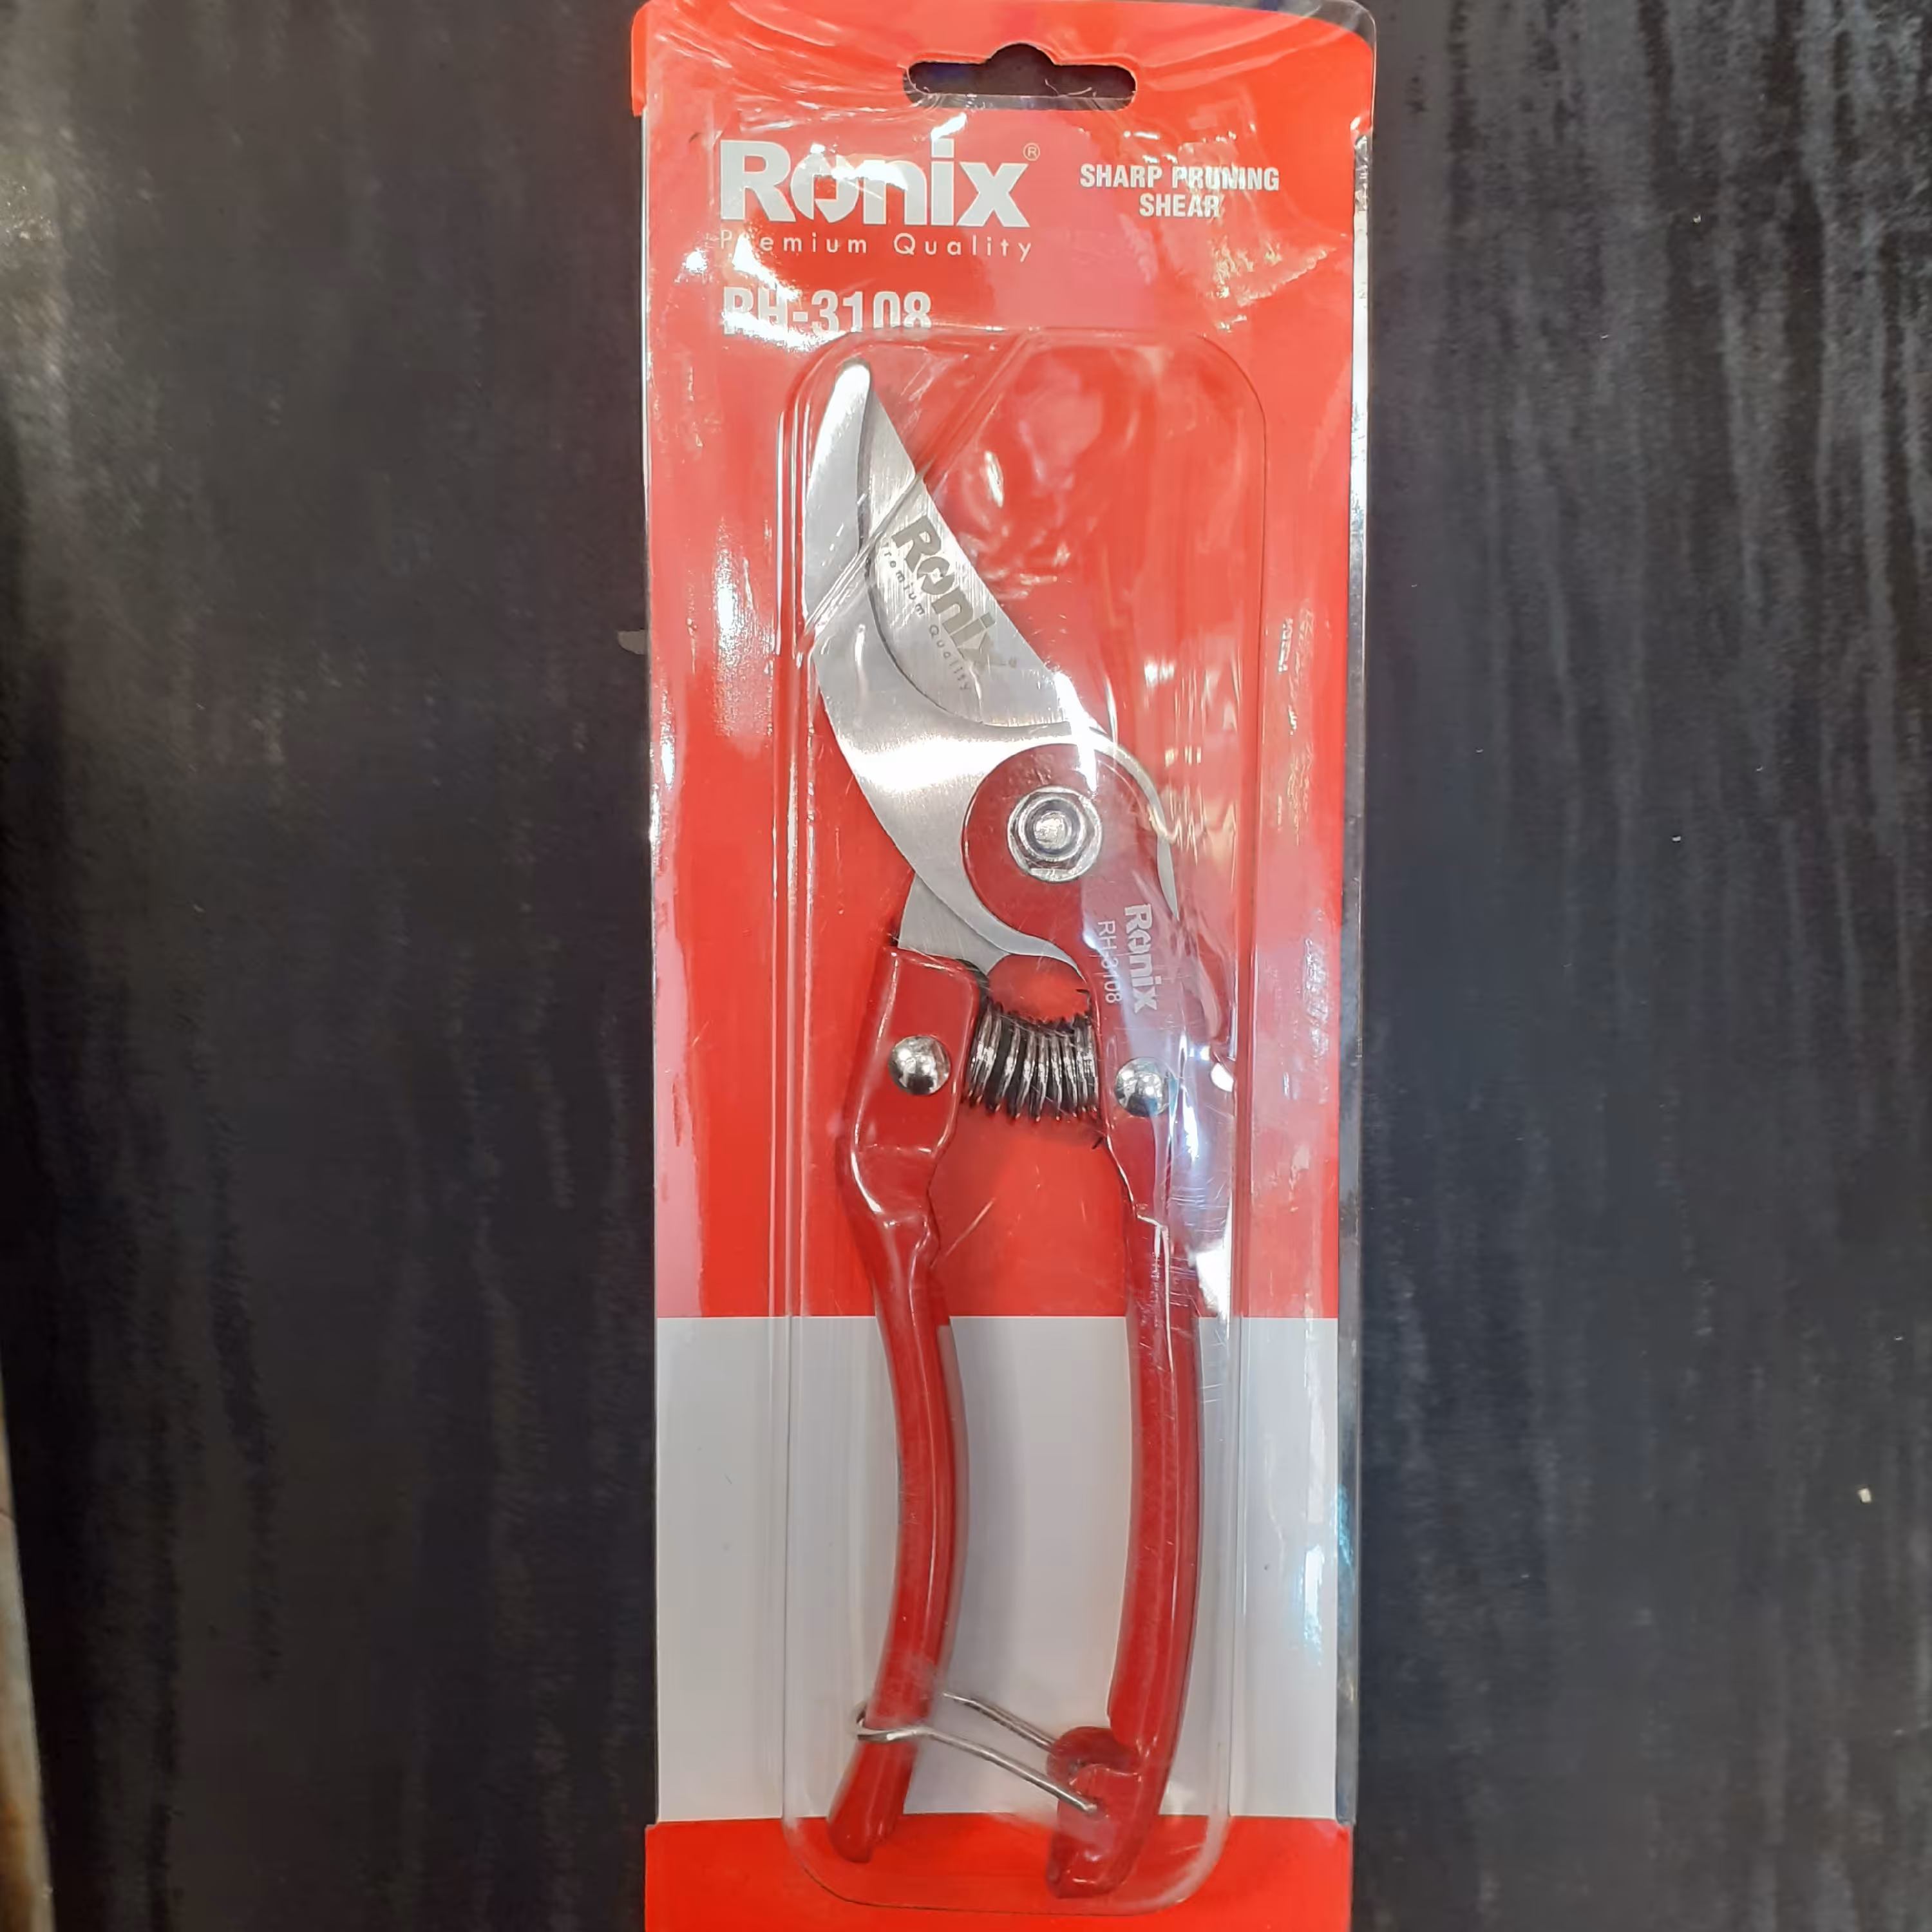 Ronix®
Premium Quality
SHARP PRUNING
SHEAR
RH-3108
Ronix
Premium Quality
Ronix
RH-3108